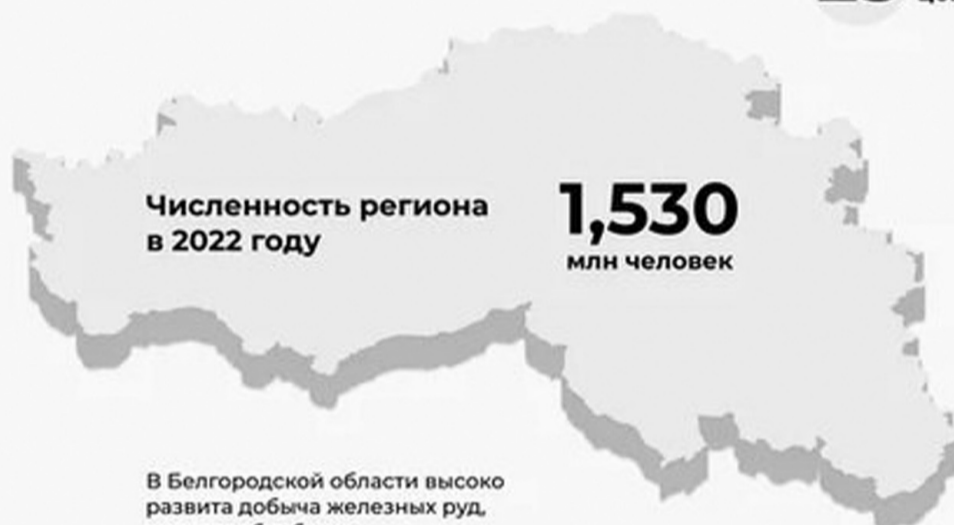 Численность региона
в 2022 году
1,530
млн человек
В Белгородской области высоко
развита добыча железных руд,